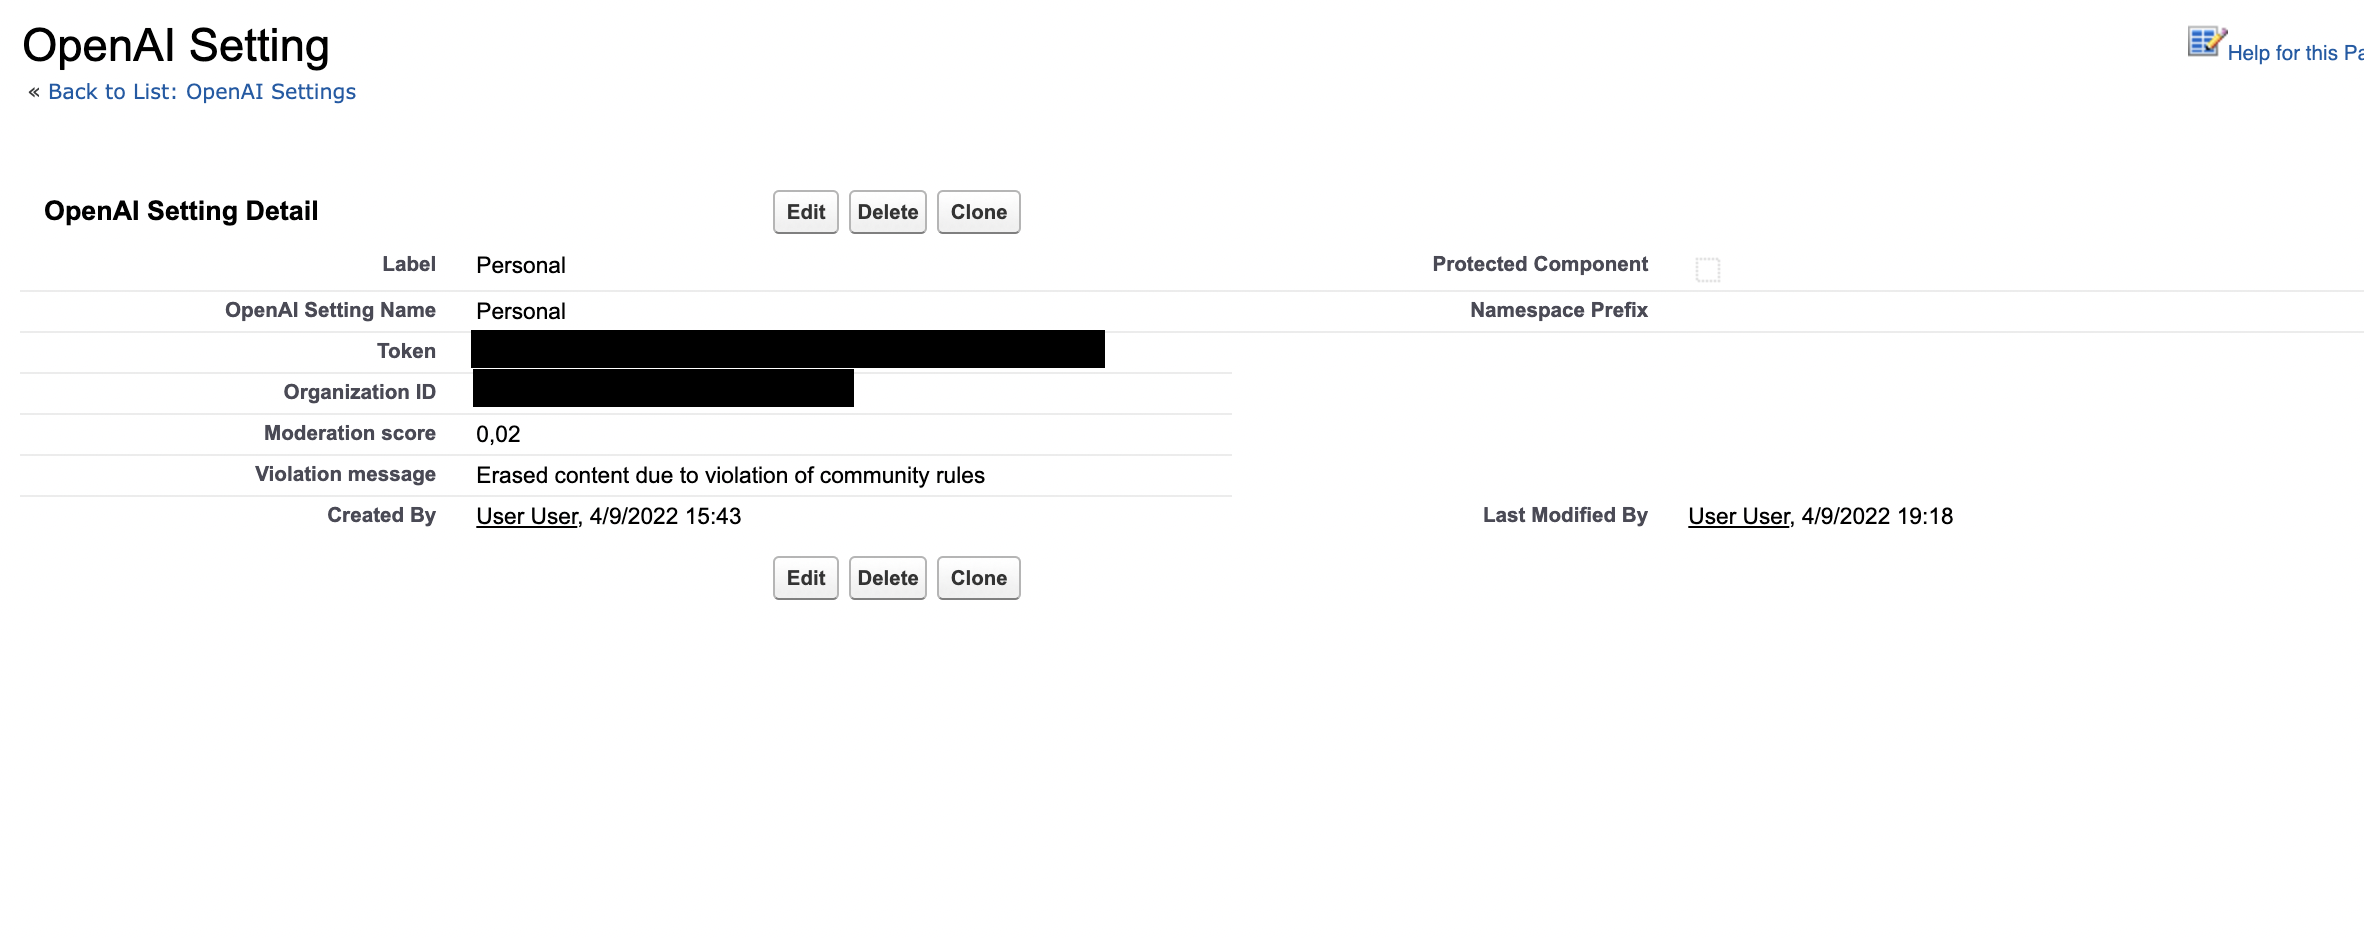 OpenAI Setting
Help for this Pa
« Back to List: OpenAI Settings
OpenAI Setting Detail
Edit Delete Clone
Label Personal Protected Component
OpenAI Setting Name Personal Namespace Prefix
Token
Organization ID
Moderation score 0,02
Violation message Erased content due to violation of community rules
Created By User User, 4/9/2022 15:43 Last Modified By User User, 4/9/2022 19:18
Edit Delete Clone